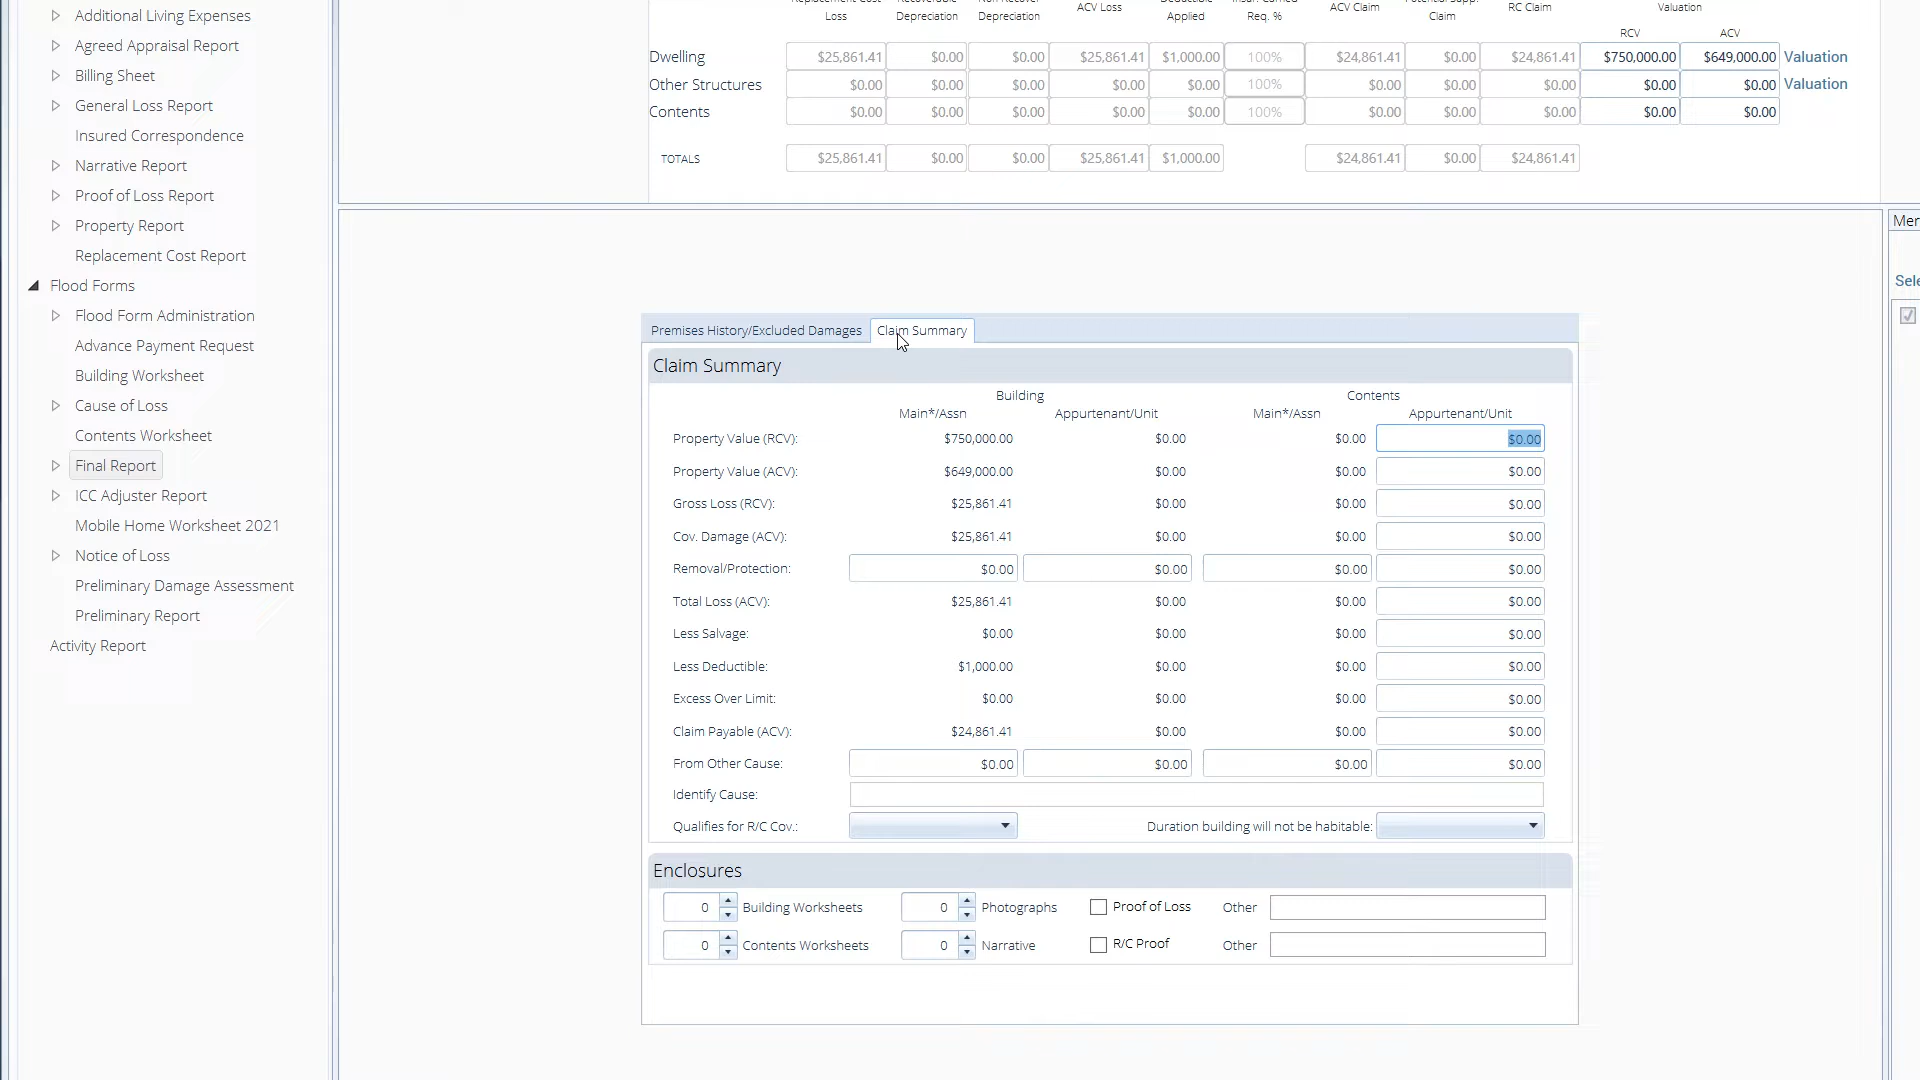 Additional Living Expenses
Agreed Appraisal Report
Billing Sheet
General Loss Report
Insured Correspondence
Narrative Report
Proof of Loss Report
Property Report
Replacement Cost Report
Flood Forms
Flood Form Administration
Advance Payment Request
Building Worksheet
Cause of Loss
Contents Worksheet
Final Report
ICC Adjuster Report
Mobile Home Worksheet 2021
Notice of Loss
Preliminary Damage Assessment
Preliminary Report
Activity Report
Replacement Cost Recoverable Non Recover Deductible Insur. Carried Potential Supp.
Loss Depreciation Depreciation ACV Loss Applied Req. % ACV Claim Claim RC Claim Valuation
RCV ACV
Dwelling $25,861.41 $0.00 $0.00 $25,861.41 $1,000.00 100% $24,861.41 $0.00 $24,861.41 $750,000.00 $649,000.00 Valuation
Other Structures $0.00 $0.00 $0.00 $0.00 $0.00 100% $0.00 $0.00 $0.00 $0.00 $0.00 Valuation
Contents $0.00 $0.00 $0.00 $0.00 $0.00 100% $0.00 $0.00 $0.00 $0.00 $0.00
TOTALS $25,861.41 $0.00 $0.00 $25,861.41 $1,000.00 $24,861.41 $0.00 $24,861.41
Premises History/Excluded Damages Claim Summary
Claim Summary
Building Contents
Main*/Assn Appurtenant/Unit Main*/Assn Appurtenant/Unit
Property Value (RCV): $750,000.00 $0.00 $0.00 $0.00
Property Value (ACV): $649,000.00 $0.00 $0.00 $0.00
Gross Loss (RCV): $25,861.41 $0.00 $0.00 $0.00
Cov. Damage (ACV): $25,861.41 $0.00 $0.00 $0.00
Removal/Protection: $0.00 $0.00 $0.00 $0.00
Total Loss (ACV): $25,861.41 $0.00 $0.00 $0.00
Less Salvage: $0.00 $0.00 $0.00 $0.00
Less Deductible: $1,000.00 $0.00 $0.00 $0.00
Excess Over Limit: $0.00 $0.00 $0.00 $0.00
Claim Payable (ACV): $24,861.41 $0.00 $0.00 $0.00
From Other Cause: $0.00 $0.00 $0.00 $0.00
Identify Cause:
Qualifies for R/C Cov.: Duration building will not be habitable:
Enclosures
0 Building Worksheets 0 Photographs Proof of Loss Other
0 Contents Worksheets 0 Narrative R/C Proof Other
Mer
Sele